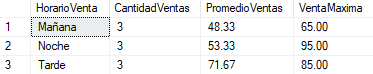 HorarioVenta CantidadVentas PromedioVentas VentaMaxima
1 Mañana 3 48.33 65.00
2 Noche 3 53.33 95.00
3 Tarde 3 71.67 85.00